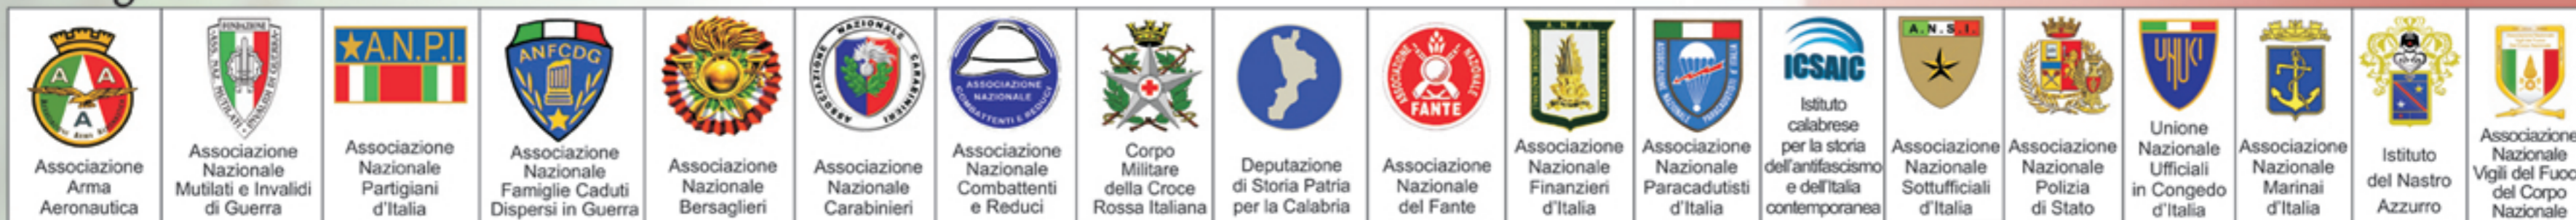 Associazione
Arma
Aeronautica
FONDAZIONE
Associazione
Nazionale
Mutilati e Invalidi
di Guerra
A.N.P.I.
Associazione
Nazionale
Partigiani
d'Italia
ANFCDG
Associazione
Nazionale
Famiglie Caduti
Dispersi in Guerra
Associazione
Nazionale
Bersaglieri
ASSOCIAZIONE NAZIONALE CARABINIERI
Associazione
Nazionale
Carabinieri
ASSOCIAZIONE
NAZIONALE
COMBATTENTI E REDUCI
Associazione
Nazionale
Combattenti
e Reduci
Corpo
Militare
della Croce
Rossa Italiana
Deputazione
di Storia Patria
per la Calabria
ASSOCIAZIONE NAZIONALE
FANTE
Associazione
Nazionale
del Fante
Associazione
Nazionale
Finanzieri
d'Italia
Associazione
Nazionale
Paracadutisti
d'Italia
ICSAIC
Istituto
calabrese
per la storia
dell'antifascismo
e dell'Italia
contemporanea
A.N.S.I.
Associazione
Nazionale
Sottufficiali
d'Italia
Associazione
Nazionale
Polizia
di Stato
UNUCI
Unione
Nazionale
Ufficiali
in Congedo
d'Italia
Associazione
Nazionale
Marinai
d'Italia
Istituto
del Nastro
Azzurro
Associazione
Nazionale
Vigili del Fuoc
del Corpo
Nazionale